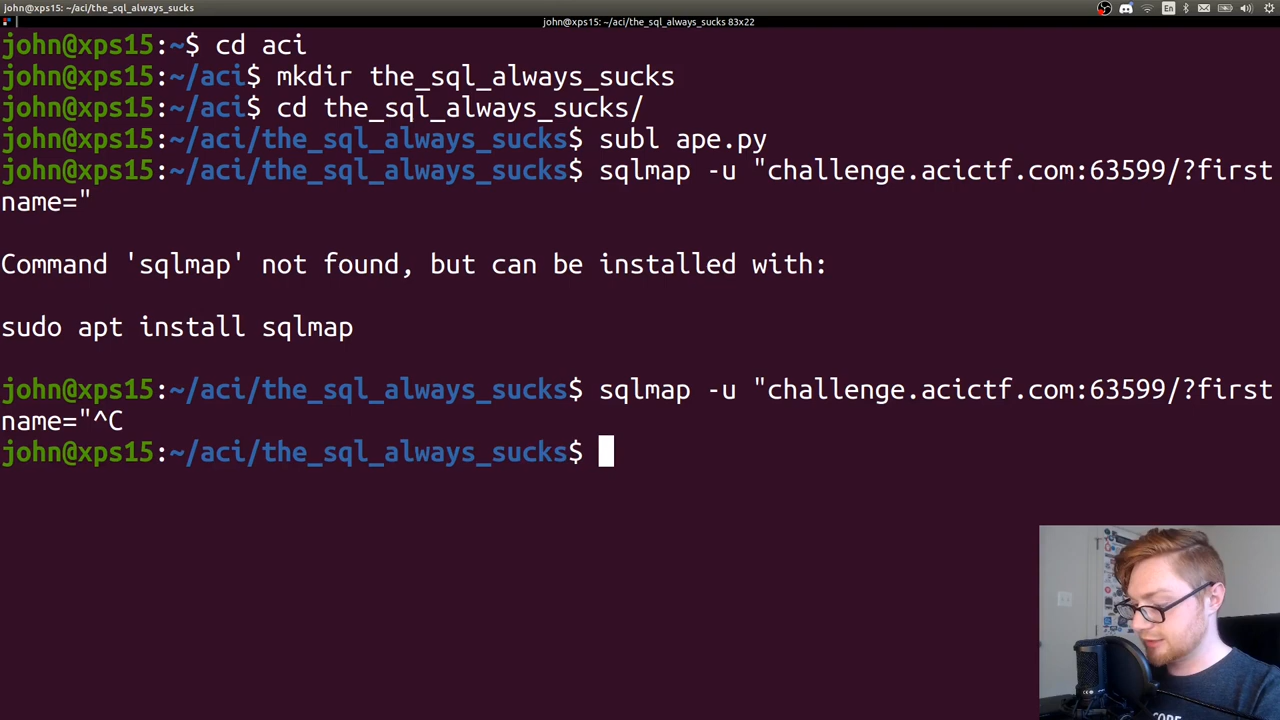 john@xps15: ~/aci/the_sql_always_sucks
john@xps15: ~/aci/the_sql_always_sucks 83x22
john@xps15:~$ cd aci
john@xps15:~/aci$ mkdir the_sql_always_sucks
john@xps15:~/aci$ cd the_sql_always_sucks/
john@xps15:~/aci/the_sql_always_sucks$ subl ape.py
john@xps15:~/aci/the_sql_always_sucks$ sqlmap -u "challenge.acictf.com:63599/?first
name="
Command 'sqlmap' not found, but can be installed with:
sudo apt install sqlmap
john@xps15:~/aci/the_sql_always_sucks$ sqlmap -u "challenge.acictf.com:63599/?first
name="^C
john@xps15:~/aci/the_sql_always_sucks$
En
CODE